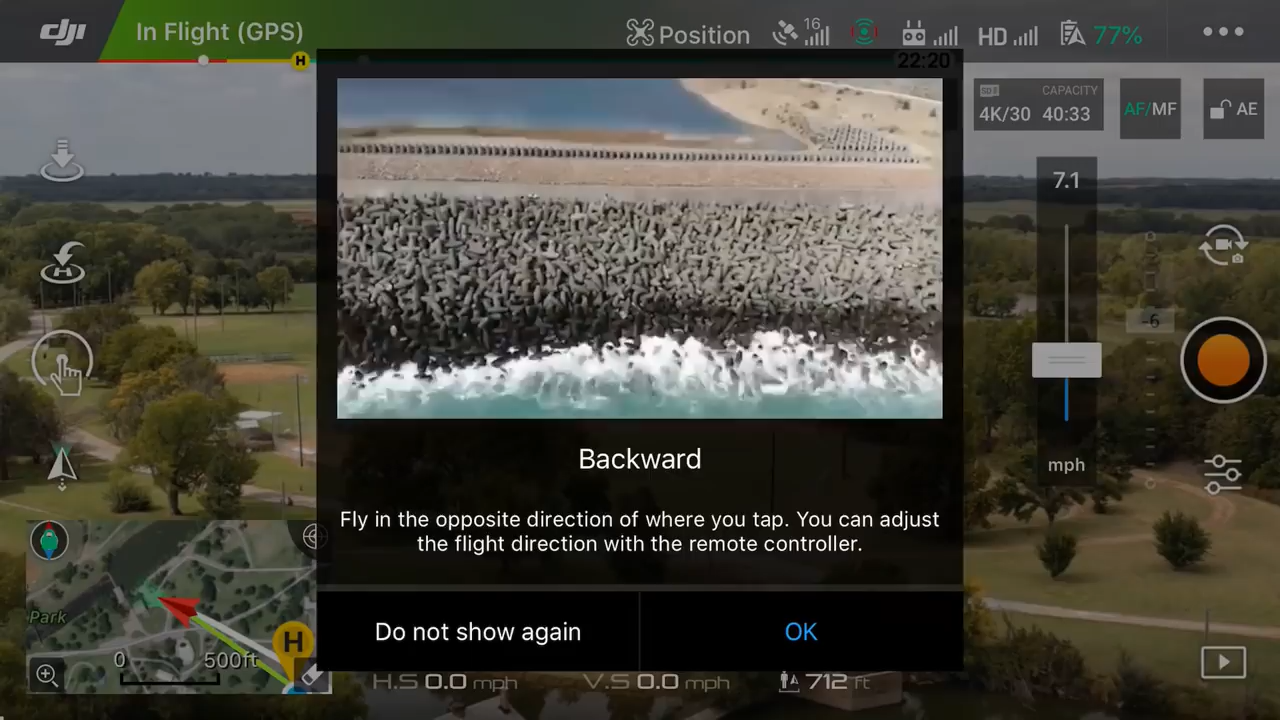 dji In Flight (GPS) Position 16 HD 77%
22:20
SD CAPACITY
4K/30 40:33
AF/MF
AE
7.1
-6
mph
Backward
Fly in the opposite direction of where you tap. You can adjust
the flight direction with the remote controller.
Do not show again OK
Park
H
H
0 500ft
H.S 0.0 mph V.S 0.0 mph 712 ft